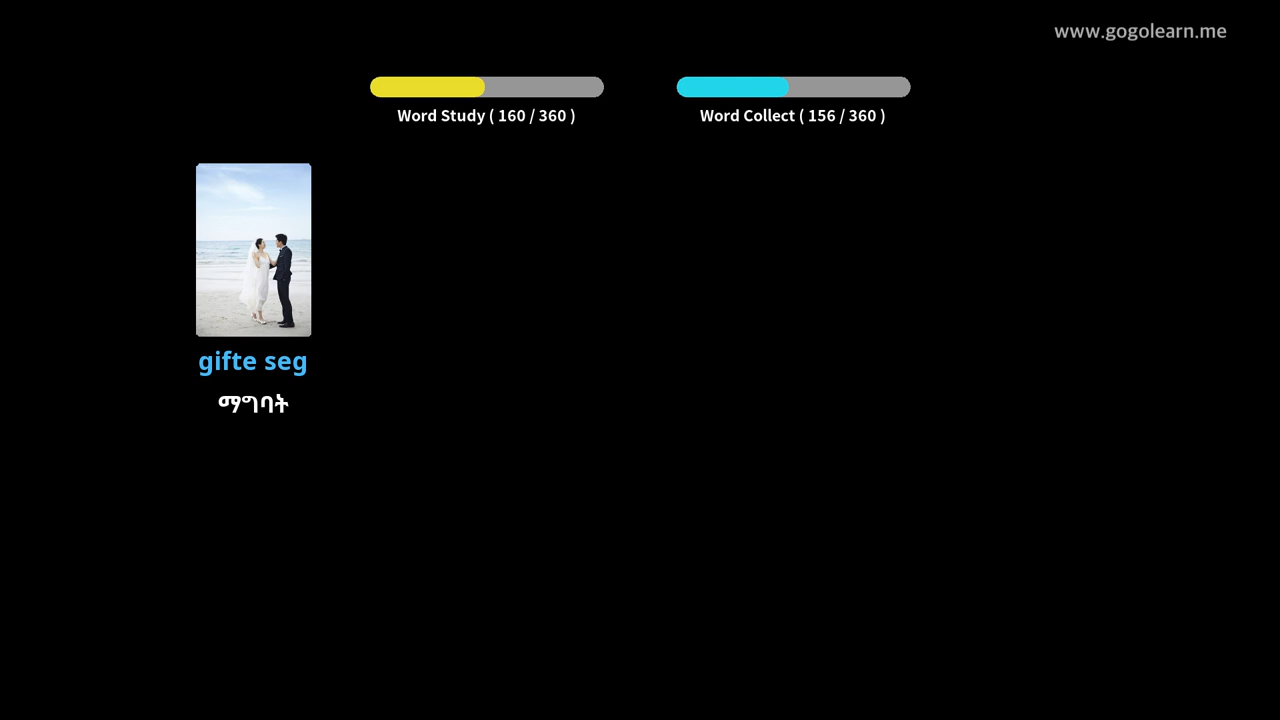 www.gogolearn.me
Word Study ( 160 / 360 )
Word Collect ( 156 / 360 )
gifte seg
ማግባት